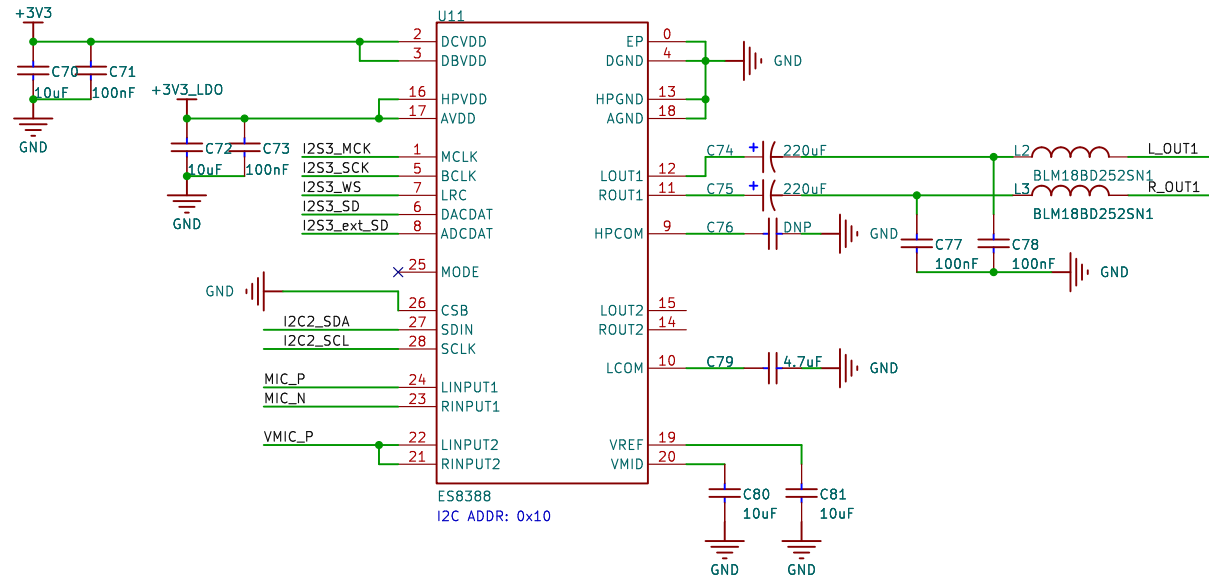 +3V3
C70
10uF
C71
100nF
GND
+3V3_LDO
C72
10uF
C73
100nF
GND
I2S3_MCK
I2S3_SCK
I2S3_WS
I2S3_SD
I2S3_ext_SD
GND
I2C2_SDA
I2C2_SCL
MIC_P
MIC_N
VMIC_P
U11
2 DCVDD
3 DBVDD
16 HPVDD
17 AVDD
1 MCLK
5 BCLK
7 LRC
6 DACDAT
8 ADCDAT
25 MODE
26 CSB
27 SDIN
28 SCLK
24 LINPUT1
23 RINPUT1
22 LINPUT2
21 RINPUT2
EP 0
DGND 4
HPGND 13
AGND 18
LOUT1 12
ROUT1 11
HPCOM 9
LOUT2 15
ROUT2 14
LCOM 10
VREF 19
VMID 20
ES8388
I2C ADDR: 0x10
GND
C74 + 220uF
C75 + 220uF
C76 DNP
GND
L2
BLM18BD252SN1
L_OUT1
L3
BLM18BD252SN1
R_OUT1
C77
100nF
C78
100nF
GND
C79 4.7uF
GND
C80
10uF
GND
C81
10uF
GND